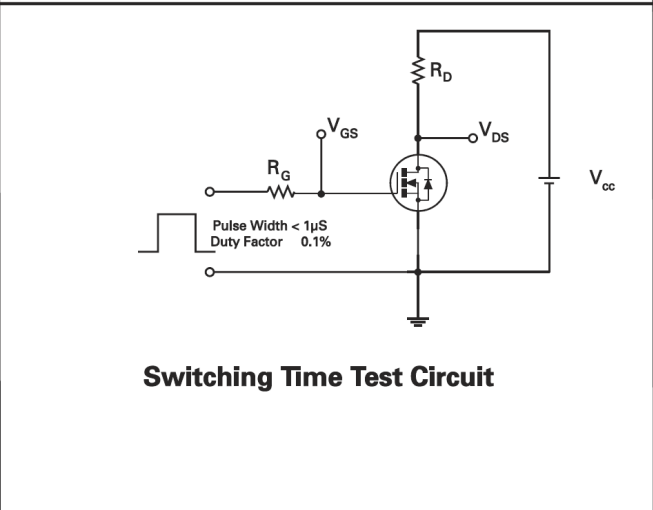 R_D
V_GS
V_DS
R_G
V_cc
Pulse Width < 1µS
Duty Factor 0.1%
Switching Time Test Circuit